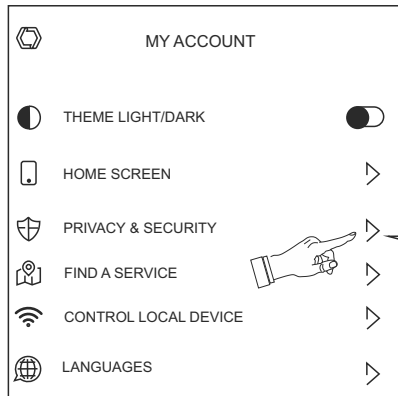 MY ACCOUNT
THEME LIGHT/DARK
HOME SCREEN
PRIVACY & SECURITY
FIND A SERVICE
CONTROL LOCAL DEVICE
LANGUAGES